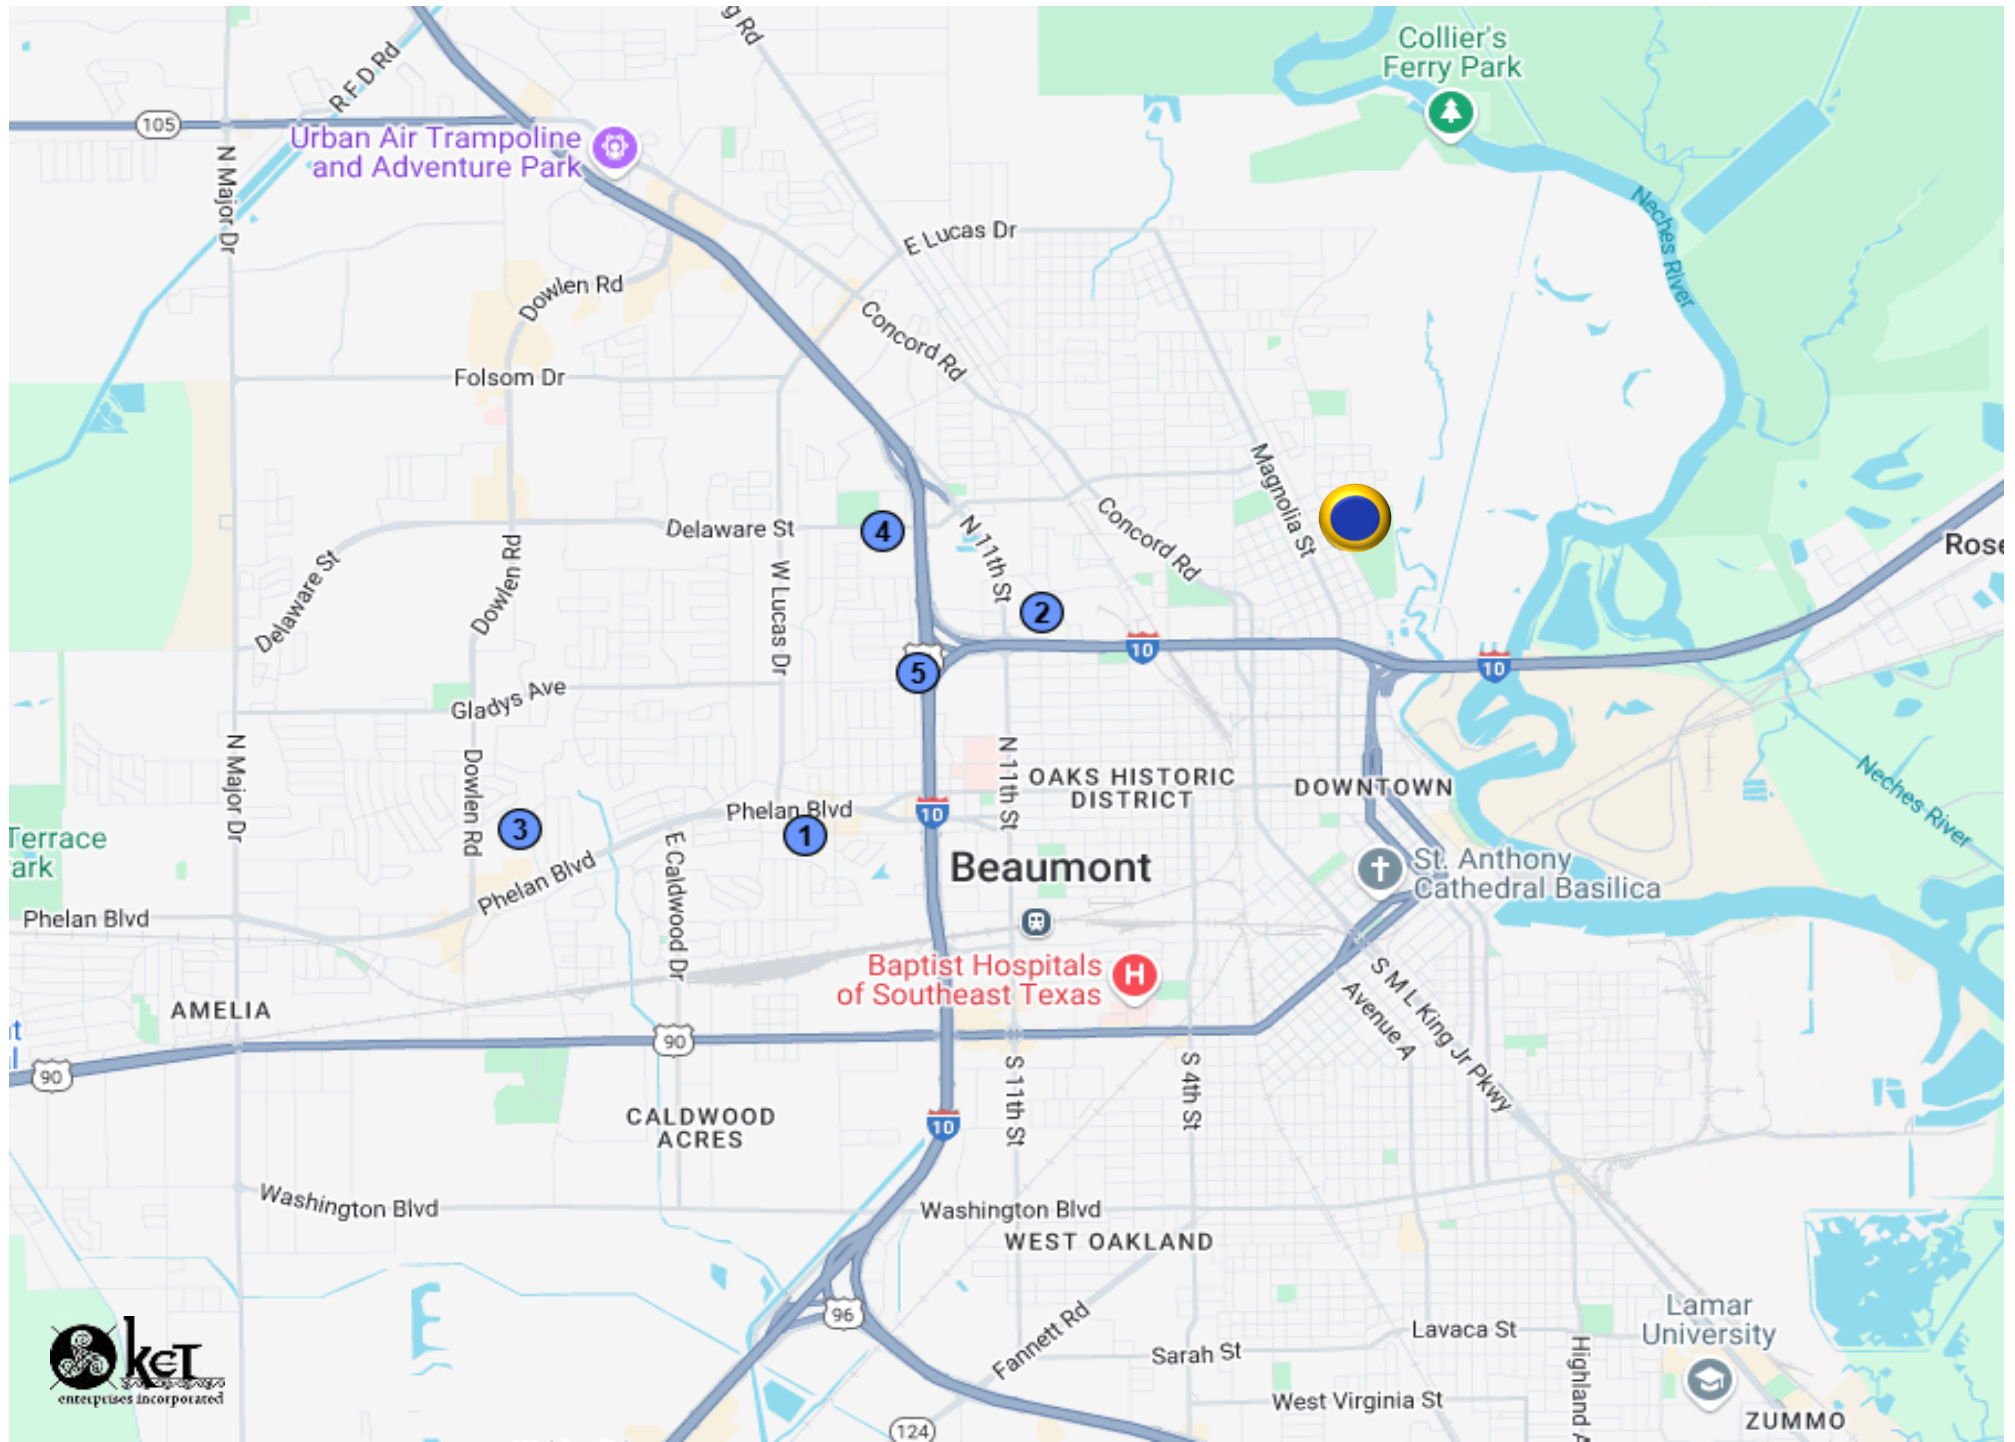 g Rd
Collier's
Ferry Park
R F D Rd
105
Urban Air Trampoline
and Adventure Park
N Major Dr
Neches River
Neches River
E Lucas Dr
Dowlen Rd
Concord Rd
Folsom Dr
Magnolia St
4
Delaware St
N 11th St
Concord Rd
Rose
Delaware St
Dowlen Rd
W Lucas Dr
2
10
10
5
Gladys Ave
N Major Dr
Dowlen Rd
N 11th St
OAKS HISTORIC
DISTRICT
DOWNTOWN
Neches River
Phelan Blvd
10
3
1
Terrace
ark
E Caldwood Dr
Beaumont
St. Anthony
Cathedral Basilica
Phelan Blvd
Phelan Blvd
Baptist Hospitals
of Southeast Texas
H
S M L King Jr Pkwy
Avenue A
AMELIA
nt
l
90
90
S 11th St
S 4th St
CALDWOOD
ACRES
10
Washington Blvd
Washington Blvd
WEST OAKLAND
96
Fannett Rd
Sarah St
Lavaca St
Lamar
University
Highland A
West Virginia St
124
ZUMMO
kcT
enterprises incorporated